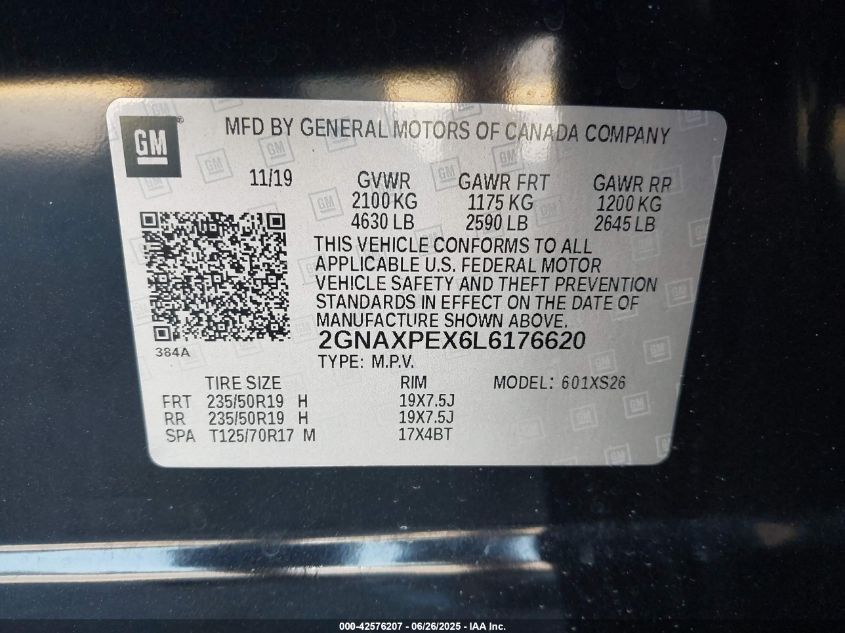 GM
MFD BY GENERAL MOTORS OF CANADA COMPANY
11/19 GVWR GAWR FRT GAWR RR
2100 KG 1175 KG 1200 KG
4630 LB 2590 LB 2645 LB
THIS VEHICLE CONFORMS TO ALL
APPLICABLE U.S. FEDERAL MOTOR
VEHICLE SAFETY AND THEFT PREVENTION
STANDARDS IN EFFECT ON THE DATE OF
MANUFACTURE SHOWN ABOVE.
2GNAXPEX6L6176620
384A
TYPE: M.P.V.
TIRE SIZE RIM MODEL: 601XS26
FRT 235/50R19 H 19X7.5J
RR 235/50R19 H 19X7.5J
SPA T125/70R17 M 17X4BT
000-42576207 - 06/26/2025 - IAA Inc.